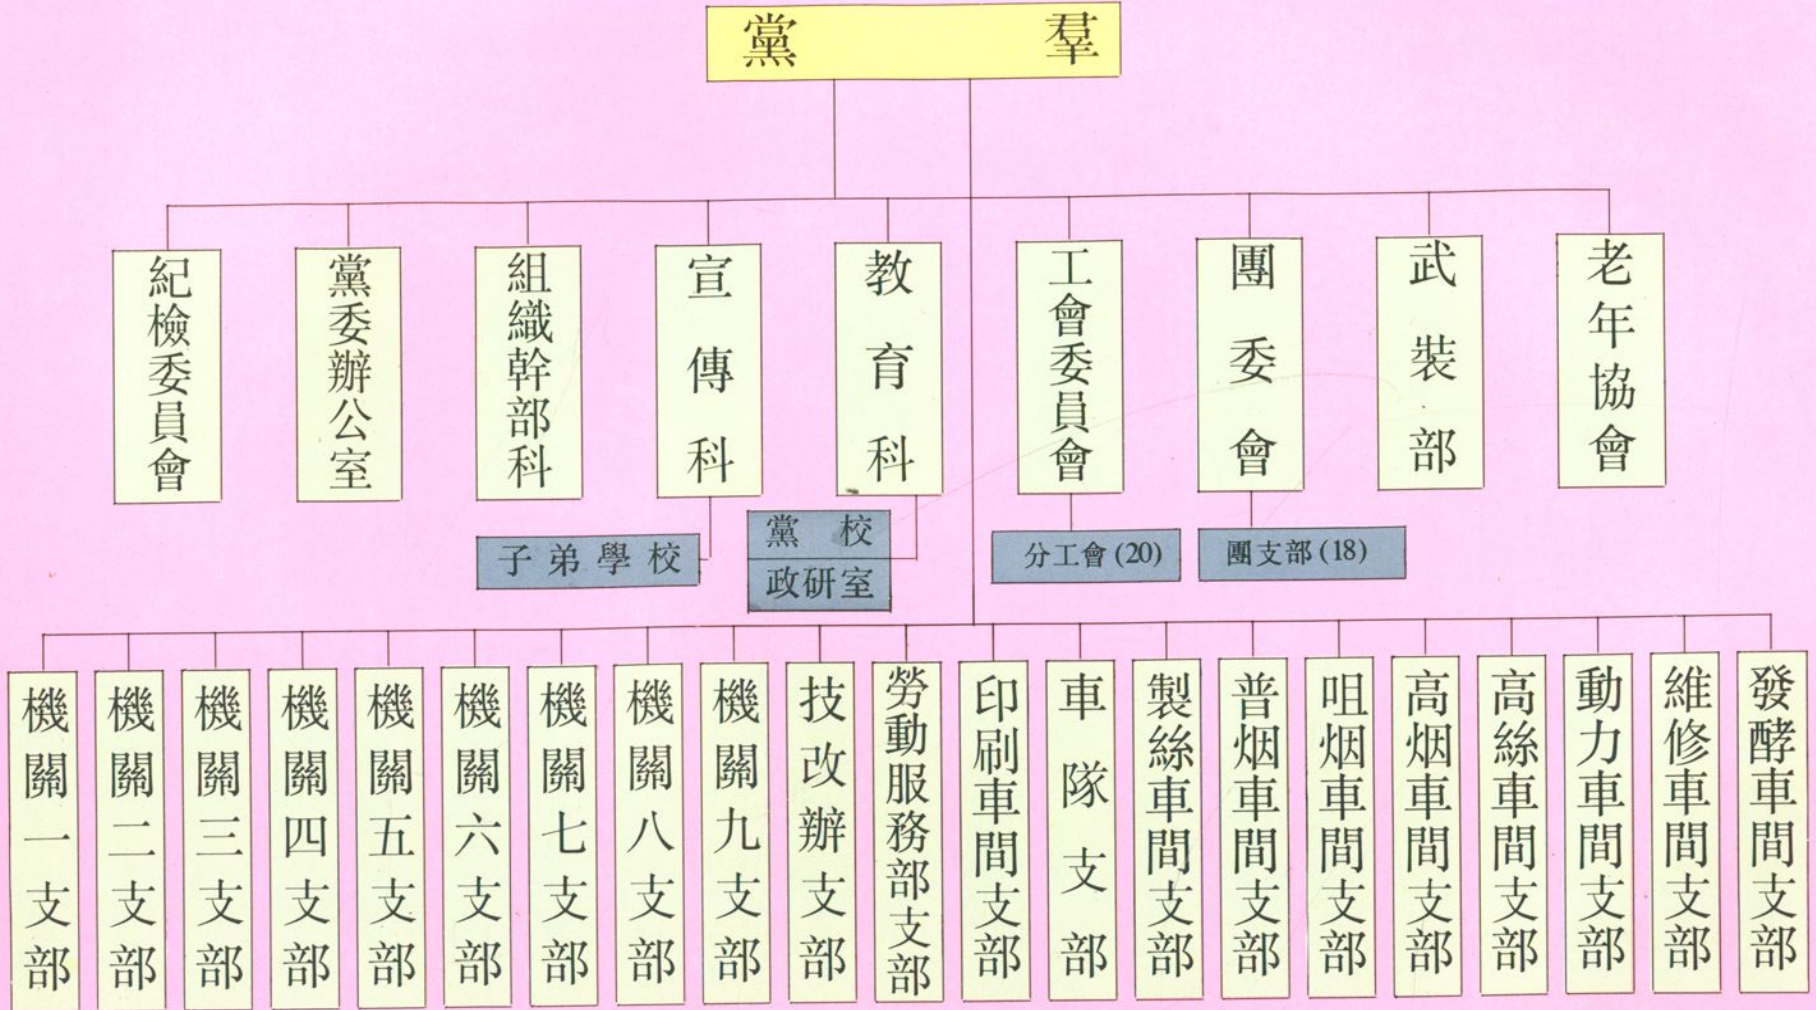 黨羣
紀檢委員會
黨委辦公室
組織幹部科
宣傳科
教育科
工會委員會
團委會
武裝部
老年協會
子弟學校
黨校
政研室
分工會(20)
團支部(18)
機關一支部
機關二支部
機關三支部
機關四支部
機關五支部
機關六支部
機關七支部
機關八支部
機關九支部
技改辦支部
勞動服務部支部
印刷車間支部
車隊支部
製絲車間支部
普烟車間支部
咀烟車間支部
高烟車間支部
高絲車間支部
動力車間支部
維修車間支部
發酵車間支部